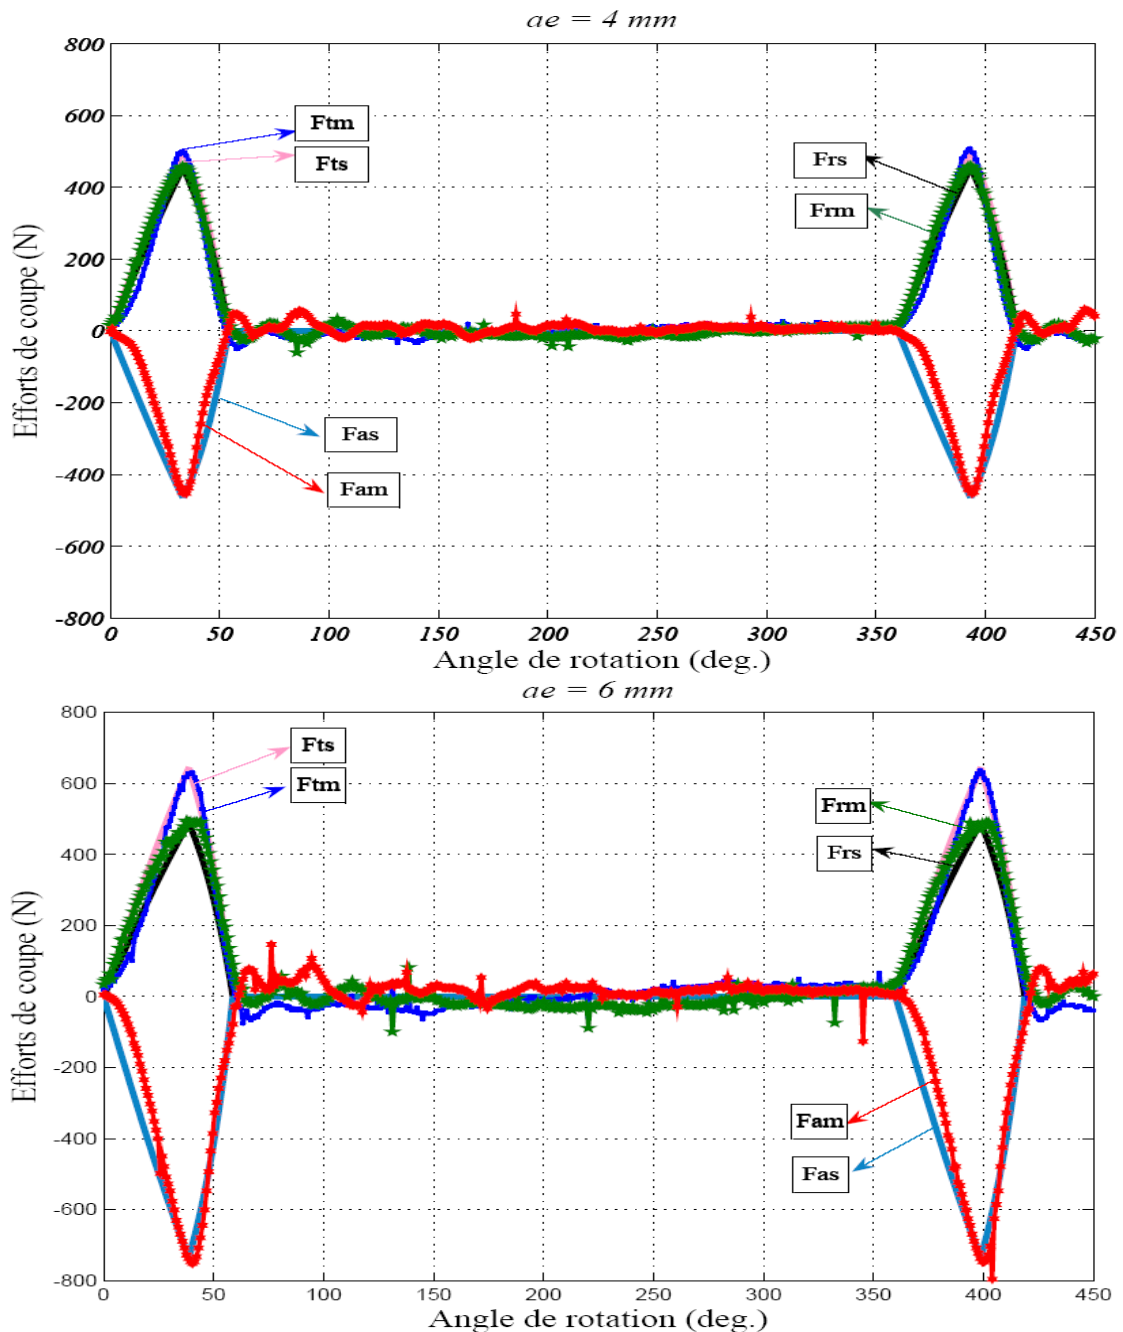 ae = 4 mm
800
600
400
200
0
-200
-400
-600
-800
Efforts de coupe (N)
Ftm
Fts
Frs
Frm
Fas
Fam
0 50 100 150 200 250 300 350 400 450
Angle de rotation (deg.)
ae = 6 mm
800
600
400
200
0
-200
-400
-600
-800
Efforts de coupe (N)
Fts
Ftm
Frm
Frs
Fam
Fas
0 50 100 150 200 250 300 350 400 450
Angle de rotation (deg.)